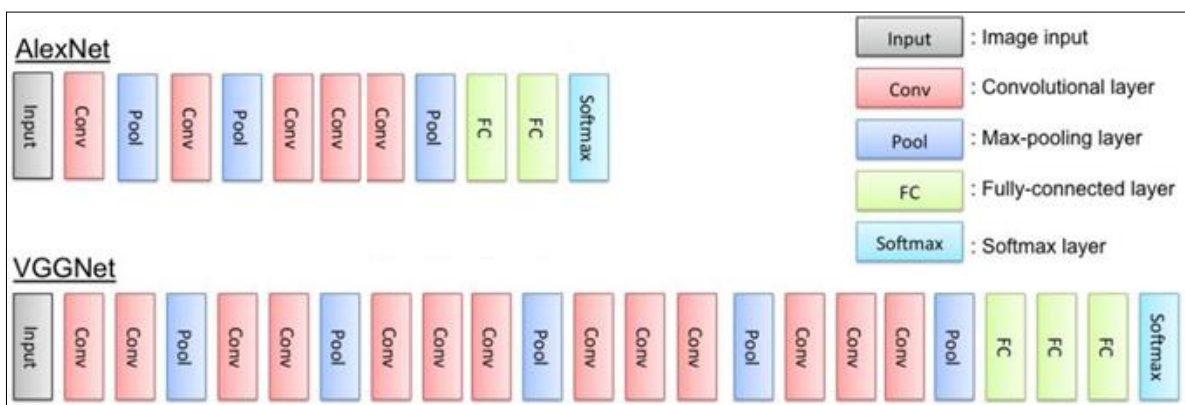 AlexNet
Input Conv Pool Conv Pool Conv Conv Conv Pool FC FC Softmax
Input : Image input
Conv : Convolutional layer
Pool : Max-pooling layer
FC : Fully-connected layer
Softmax : Softmax layer
VGGNet
Input Conv Conv Pool Conv Conv Pool Conv Conv Conv Pool Conv Conv Conv Pool Conv Conv Conv Pool FC FC FC Softmax